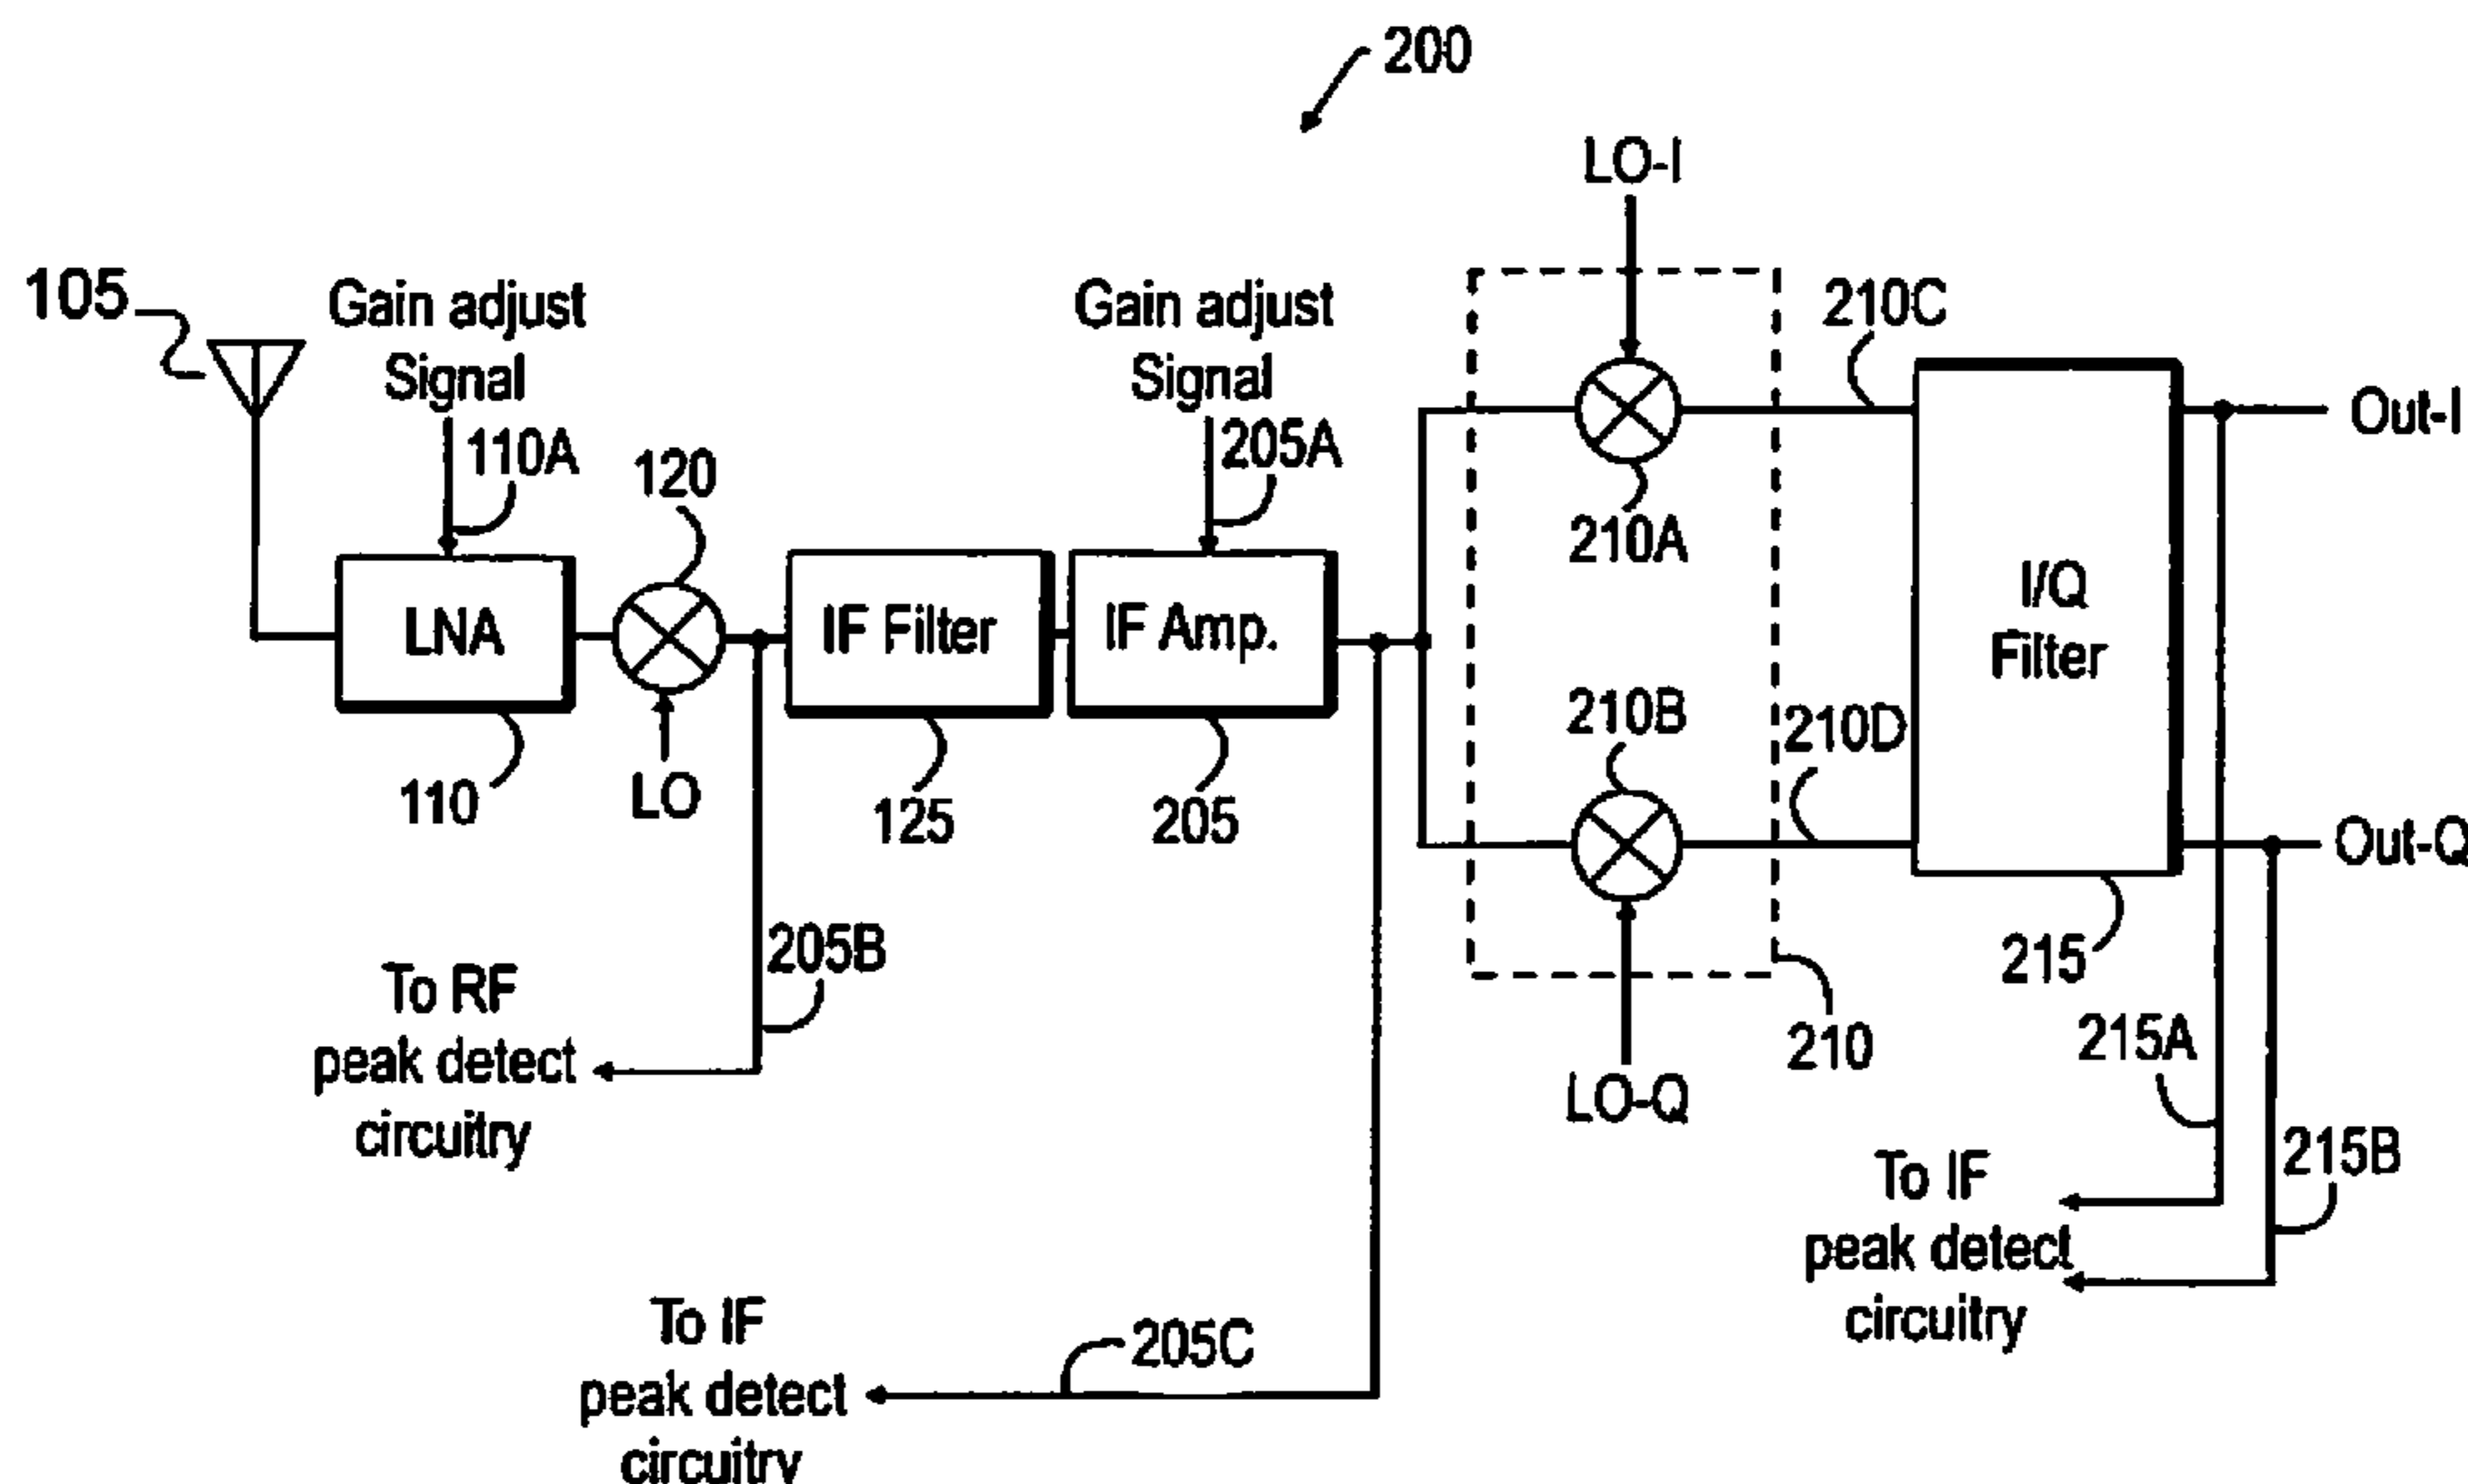 200
LO-I
105
Gain adjust
Signal
110A
120
Gain adjust
Signal
205A
210C
Out-I
210A
LNA
IF Filter
IF Amp.
I/Q
Filter
110
LO
125
205
210B
210D
Out-Q
205B
To RF
peak detect
circuitry
LO-Q
210
215
215A
215B
To IF
peak detect
circuitry
To IF
peak detect
circuitry
205C